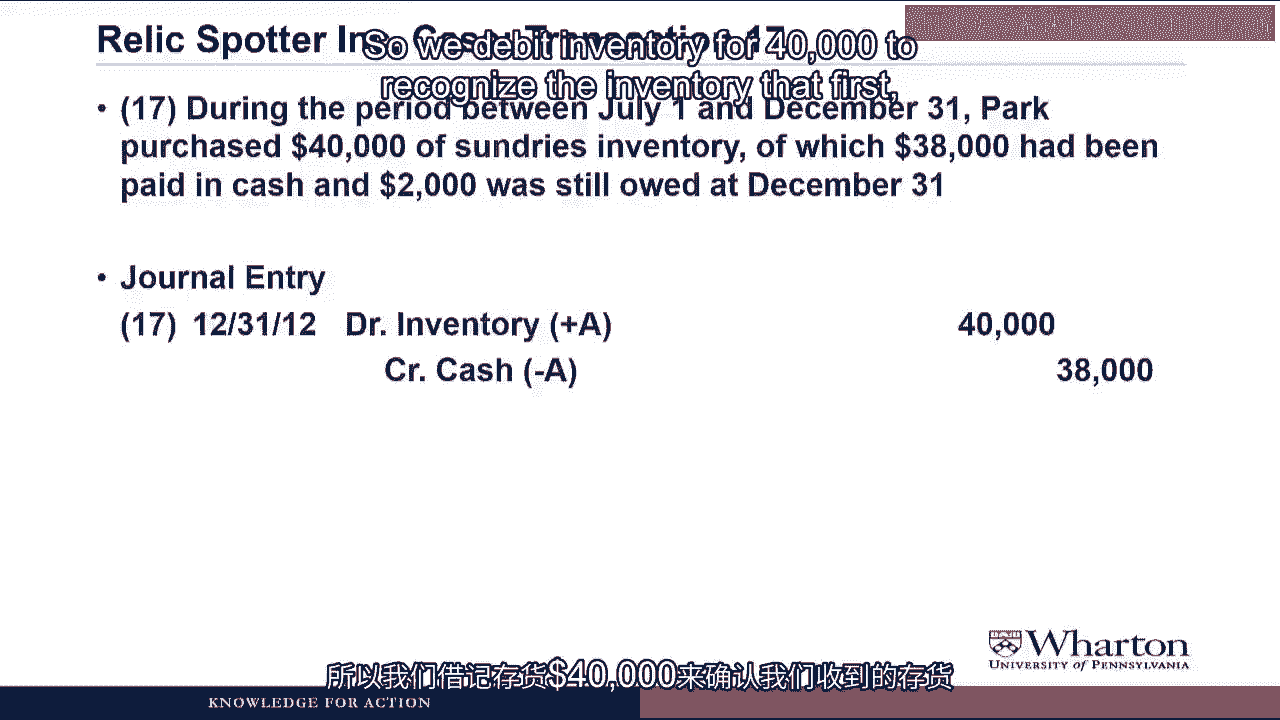 Relic Spotter Inc. Case: Transaction 17
So we debit inventory for 40,000 to
recognize the inventory that first,
• (17) During the period between July 1 and December 31, Park
purchased $40,000 of sundries inventory, of which $38,000 had been
paid in cash and $2,000 was still owed at December 31
• Journal Entry
(17) 12/31/12 Dr. Inventory (+A) 40,000
Cr. Cash (-A) 38,000
Wharton
UNIVERSITY of PENNSYLVANIA
所以我们借记存货$40,000来确认我们收到的存货
KNOWLEDGE FOR ACTION